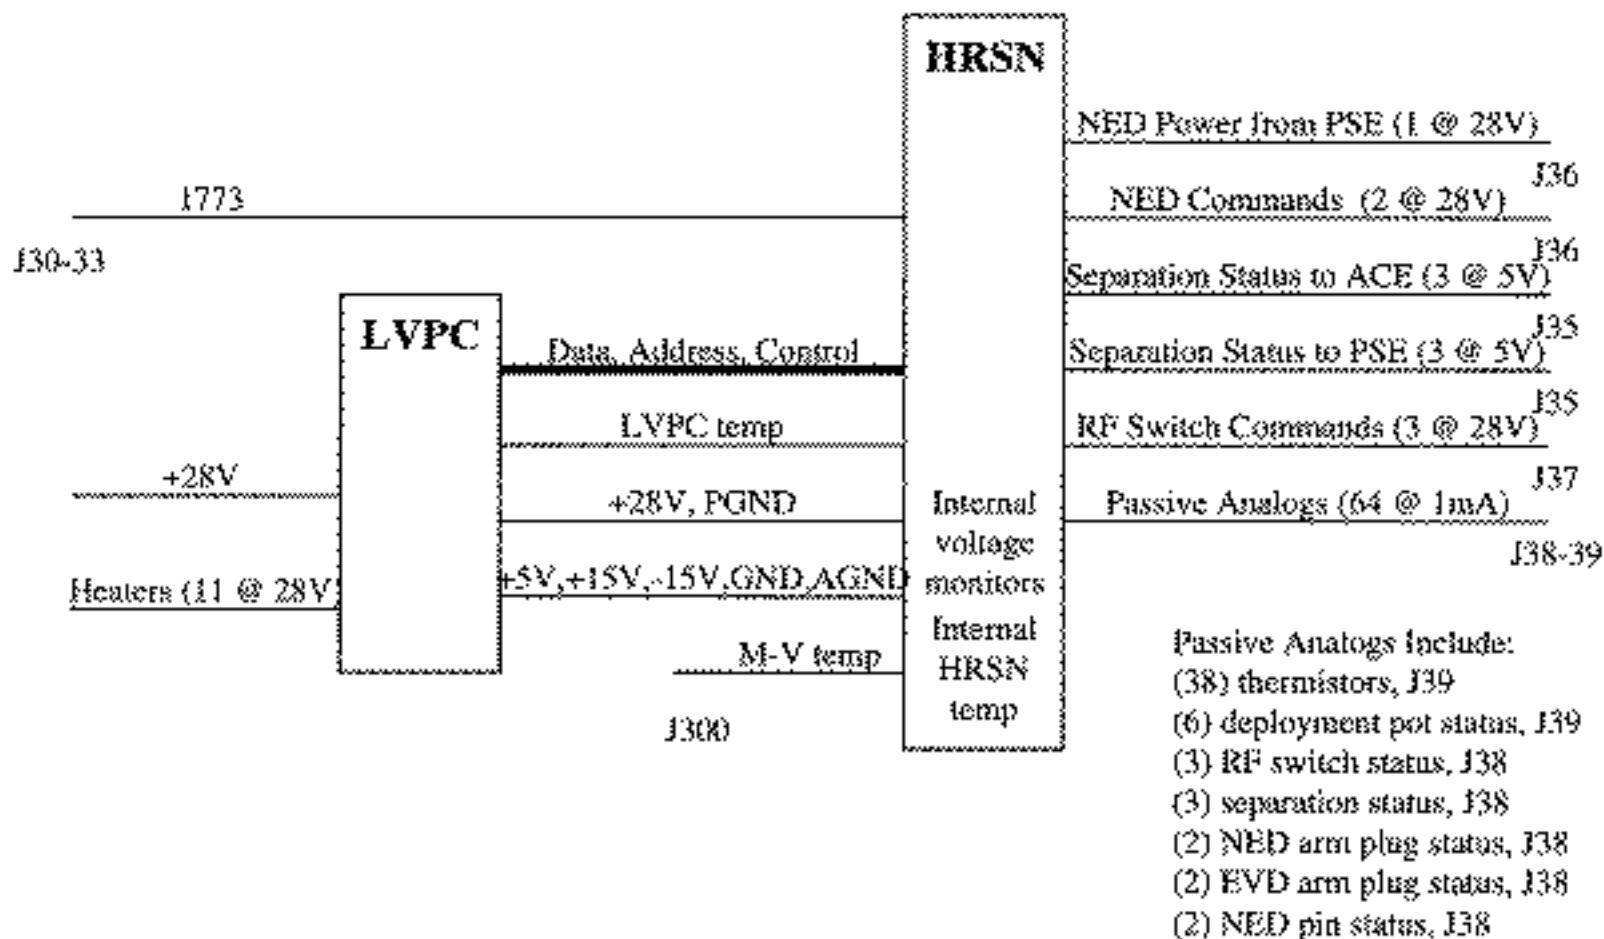 HRSN
NED Power from PSE (1 @ 28V)
J36
1773
NED Commands (2 @ 28V)
J36
J30-33
Separation Status to ACE (3 @ 5V)
J35
LVPC
Data, Address, Control
Separation Status to PSE (3 @ 5V)
J35
LVPC temp
RF Switch Commands (3 @ 28V)
J37
+28V
+28V, PGND
Internal
voltage
monitors
Passive Analogs (64 @ 1mA)
J38-39
Heaters (11 @ 28V
+5V,+15V,-15V,GND,AGND
M-V temp
Internal
HRSN
temp
J300
Passive Analogs Include:
(38) thermistors, J39
(6) deployment pot status, J39
(3) RF switch status, J38
(3) separation status, J38
(2) NED arm plug status, J38
(2) EVD arm plug status, J38
(2) NED pin status, J38